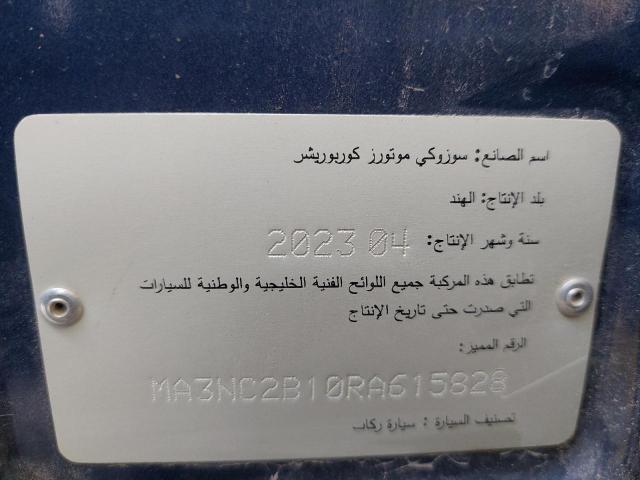 اسم الصانع: سوزوكي موتورز كوربوريشر
بلد الإنتاج: الهند
سنة وشهر الإنتاج: 2023 04
تطابق هذه المركبة جميع اللوائح الفنية الخليجية والوطنية للسيارات
التي صدرت حتى تاريخ الإنتاج
الرقم المميز:
MA3NC2B10RA615828
تصنيف السيارة : سيارة ركاب